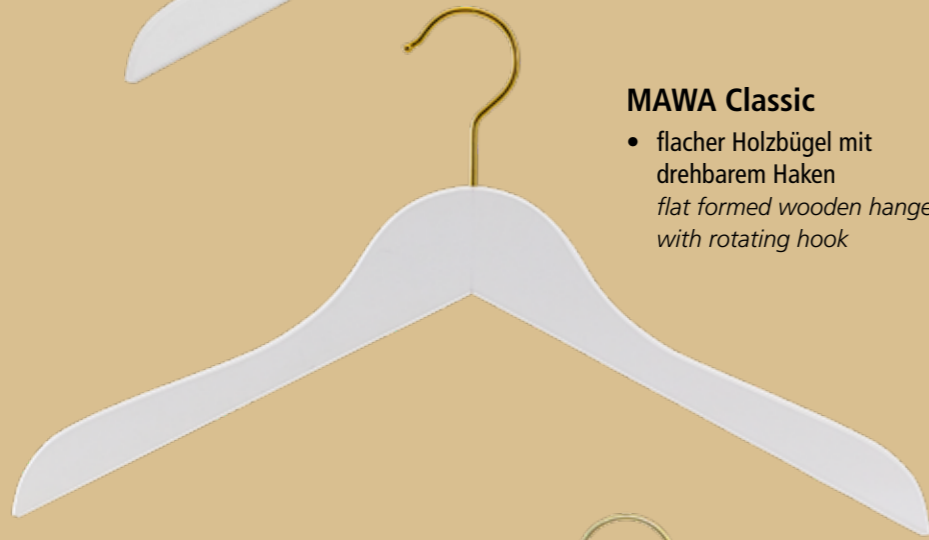 MAWA Classic
• flacher Holzbügel mit
drehbarem Haken
flat formed wooden hange
with rotating hook